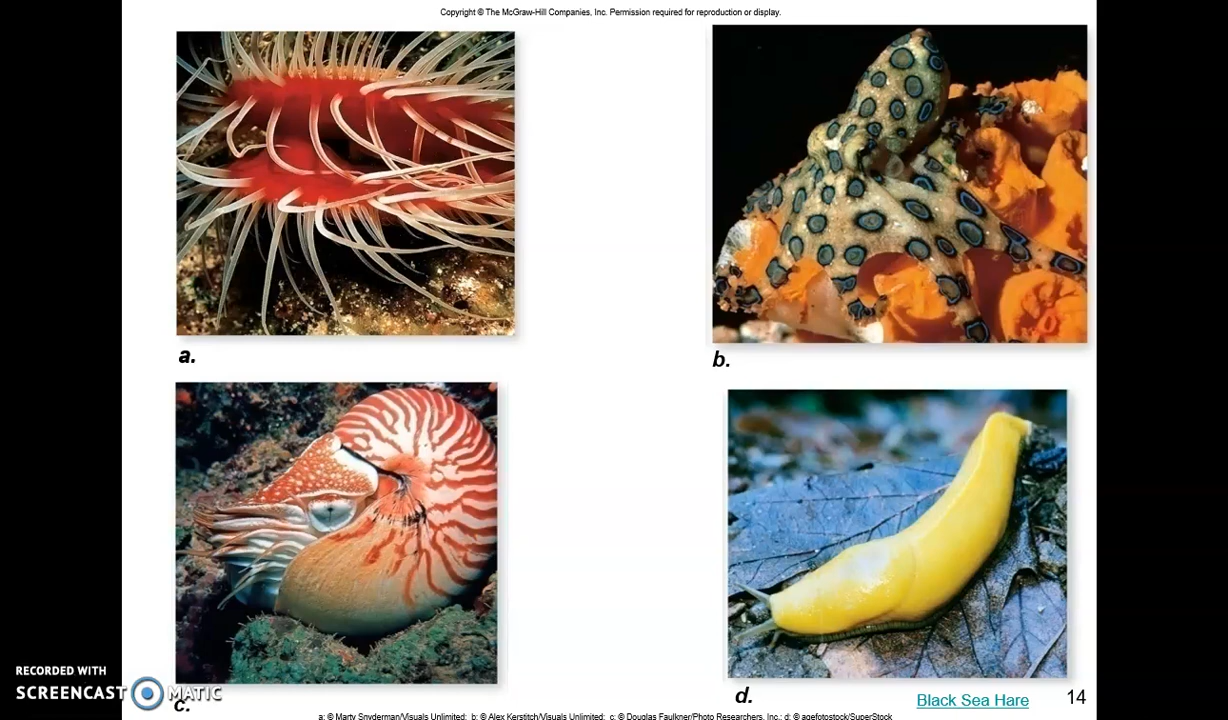 Copyright © The McGraw-Hill Companies, Inc. Permission required for reproduction or display.
a.
b.
c.
d.
Black Sea Hare
14
RECORDED WITH
SCREENCAST MATIC
a: © Marty Snyderman/Visuals Unlimited; b: © Alex Kerstitch/Visuals Unlimited; c: © Douglas Faulkner/Photo Researchers, Inc.; d: © agefotostock/SuperStock